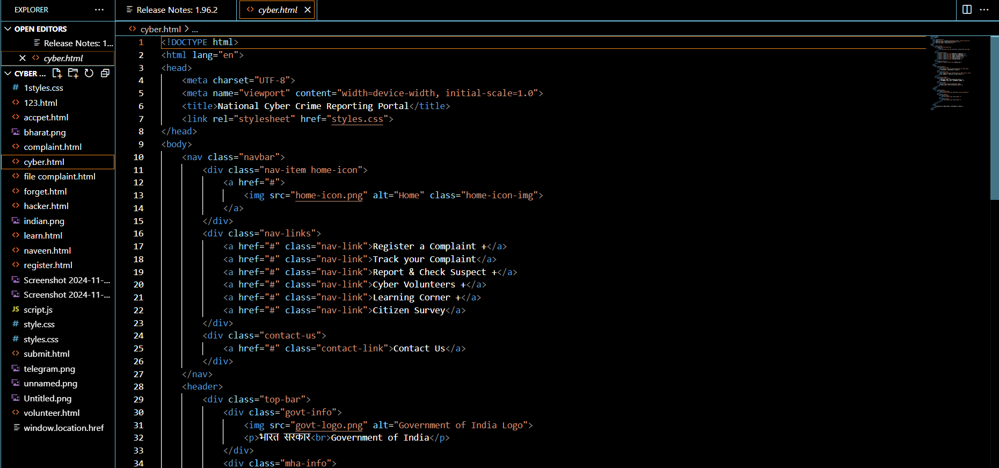 EXPLORER ...
OPEN EDITORS
Release Notes: 1...
cyber.html
CYBER ...
1styles.css
123.html
accpet.html
bharat.png
complaint.html
cyber.html
file complaint.html
forget.html
hacker.html
indian.png
learn.html
naveen.html
register.html
Screenshot 2024-11-...
Screenshot 2024-11-...
JS script.js
style.css
styles.css
submit.html
telegram.png
unnamed.png
Untitled.png
volunteer.html
window.location.href
Release Notes: 1.96.2
cyber.html
cyber.html > ...
1 <!DOCTYPE html>
2 <html lang="en">
3 <head>
4 <meta charset="UTF-8">
5 <meta name="viewport" content="width=device-width, initial-scale=1.0">
6 <title>National Cyber Crime Reporting Portal</title>
7 <link rel="stylesheet" href="styles.css">
8 </head>
9 <body>
10 <nav class="navbar">
11 <div class="nav-item home-icon">
12 <a href="#">
13 <img src="home-icon.png" alt="Home" class="home-icon-img">
14 </a>
15 </div>
16 <div class="nav-links">
17 <a href="#" class="nav-link">Register a Complaint +</a>
18 <a href="#" class="nav-link">Track your Complaint</a>
19 <a href="#" class="nav-link">Report & Check Suspect +</a>
20 <a href="#" class="nav-link">Cyber Volunteers +</a>
21 <a href="#" class="nav-link">Learning Corner +</a>
22 <a href="#" class="nav-link">Citizen Survey</a>
23 </div>
24 <div class="contact-us">
25 <a href="#" class="contact-link">Contact Us</a>
26 </div>
27 </nav>
28 <header>
29 <div class="top-bar">
30 <div class="govt-info">
31 <img src="govt-logo.png" alt="Government of India Logo">
32 <p>भारत सरकार<br>Government of India</p>
33 </div>
34 <div class="mha-info">